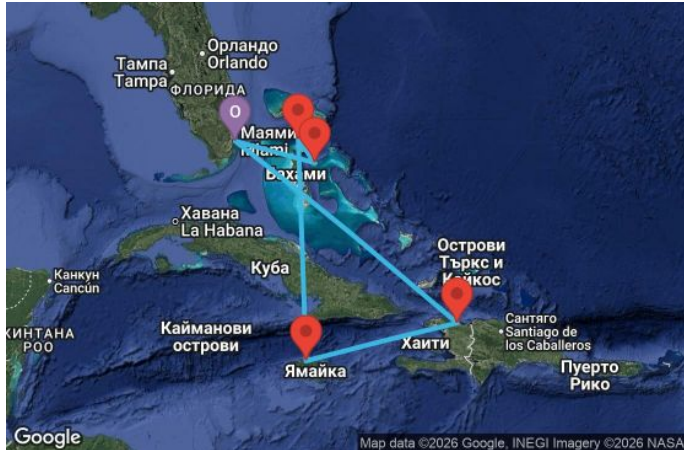 Орландо
Orlando
Тампа
Tampa
ФЛОРИДА
O
Маями
Miami
Бахами
Хавана
La Habana
Канкун
Cancún
Куба
Острови
Търкс и
Кайкос
КИНТАНА
РОО
Кайманови
острови
Сантяго
Santiago de
los Caballeros
Хаити
Ямайка
Пуерто
Рико
Google
Map data ©2026 Google, INEGI Imagery ©2026 NASA